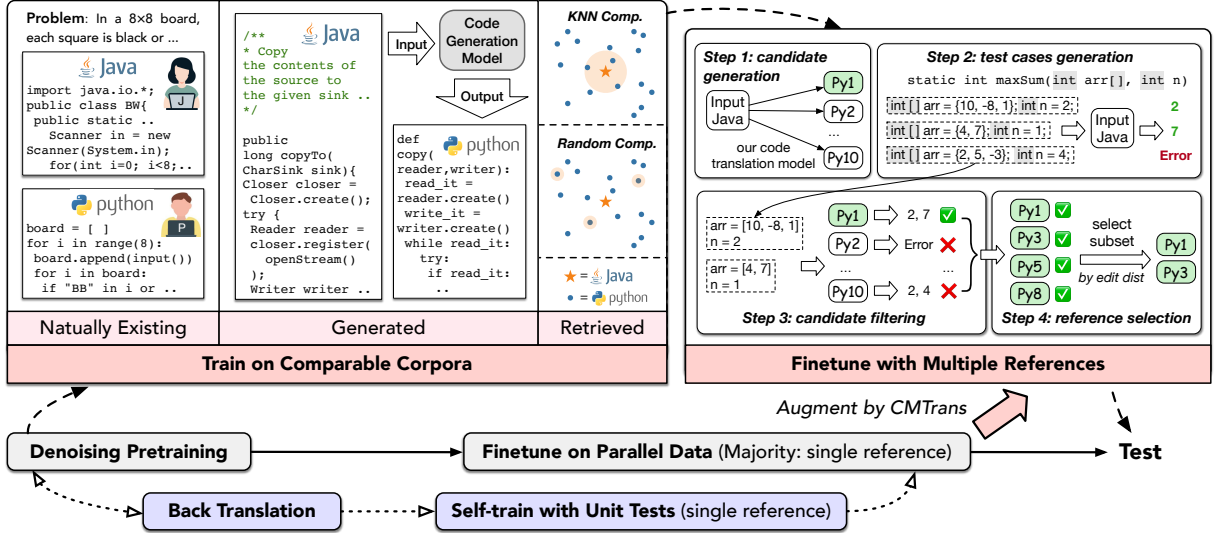 Problem: In a 8×8 board,
each square is black or ...
Java
import java.io.*;
public class BW{
public static ..
Scanner in = new
Scanner(System.in);
for(int i=0; i<8;..
J
python
board = [ ]
for i in range(8):
board.append(input())
for i in board:
if "BB" in i or ..
P
Natually Existing
/**
* Copy
the contents of
the source to
the given sink ..
*/
Java
public
long copyTo(
CharSink sink){
Closer closer =
Closer.create();
try {
Reader reader =
closer.register(
openStream()
);
Writer writer ..
Input
Code
Generation
Model
Output
def
copy(
python
reader,writer):
read_it =
reader.create()
write_it =
writer.create()
while read_it:
try:
if read_it:
..
Generated
KNN Comp.
Random Comp.
= Java
= python
Retrieved
Train on Comparable Corpora
Step 1: candidate
generation
Input
Java
Py1
Py2
...
Py10
our code
translation model
Step 2: test cases generation
static int maxSum(int arr[], int n)
int [ ] arr = {10, -8, 1}; int n = 2;
int [ ] arr = {4, 7}; int n = 1;
int [ ] arr = {2, 5, -3}; int n = 4;
Input
Java
2
7
Error
arr = [10, -8, 1]
n = 2
arr = [4, 7]
n = 1
Py1
2, 7
Py2
Error
...
...
Py10
2, 4
Step 3: candidate filtering
Py1
Py3
Py5
Py8
select
subset
by edit dist
Py1
Py3
Step 4: reference selection
Finetune with Multiple References
Augment by CMTrans
Denoising Pretraining
Finetune on Parallel Data (Majority: single reference)
Test
Back Translation
Self-train with Unit Tests (single reference)